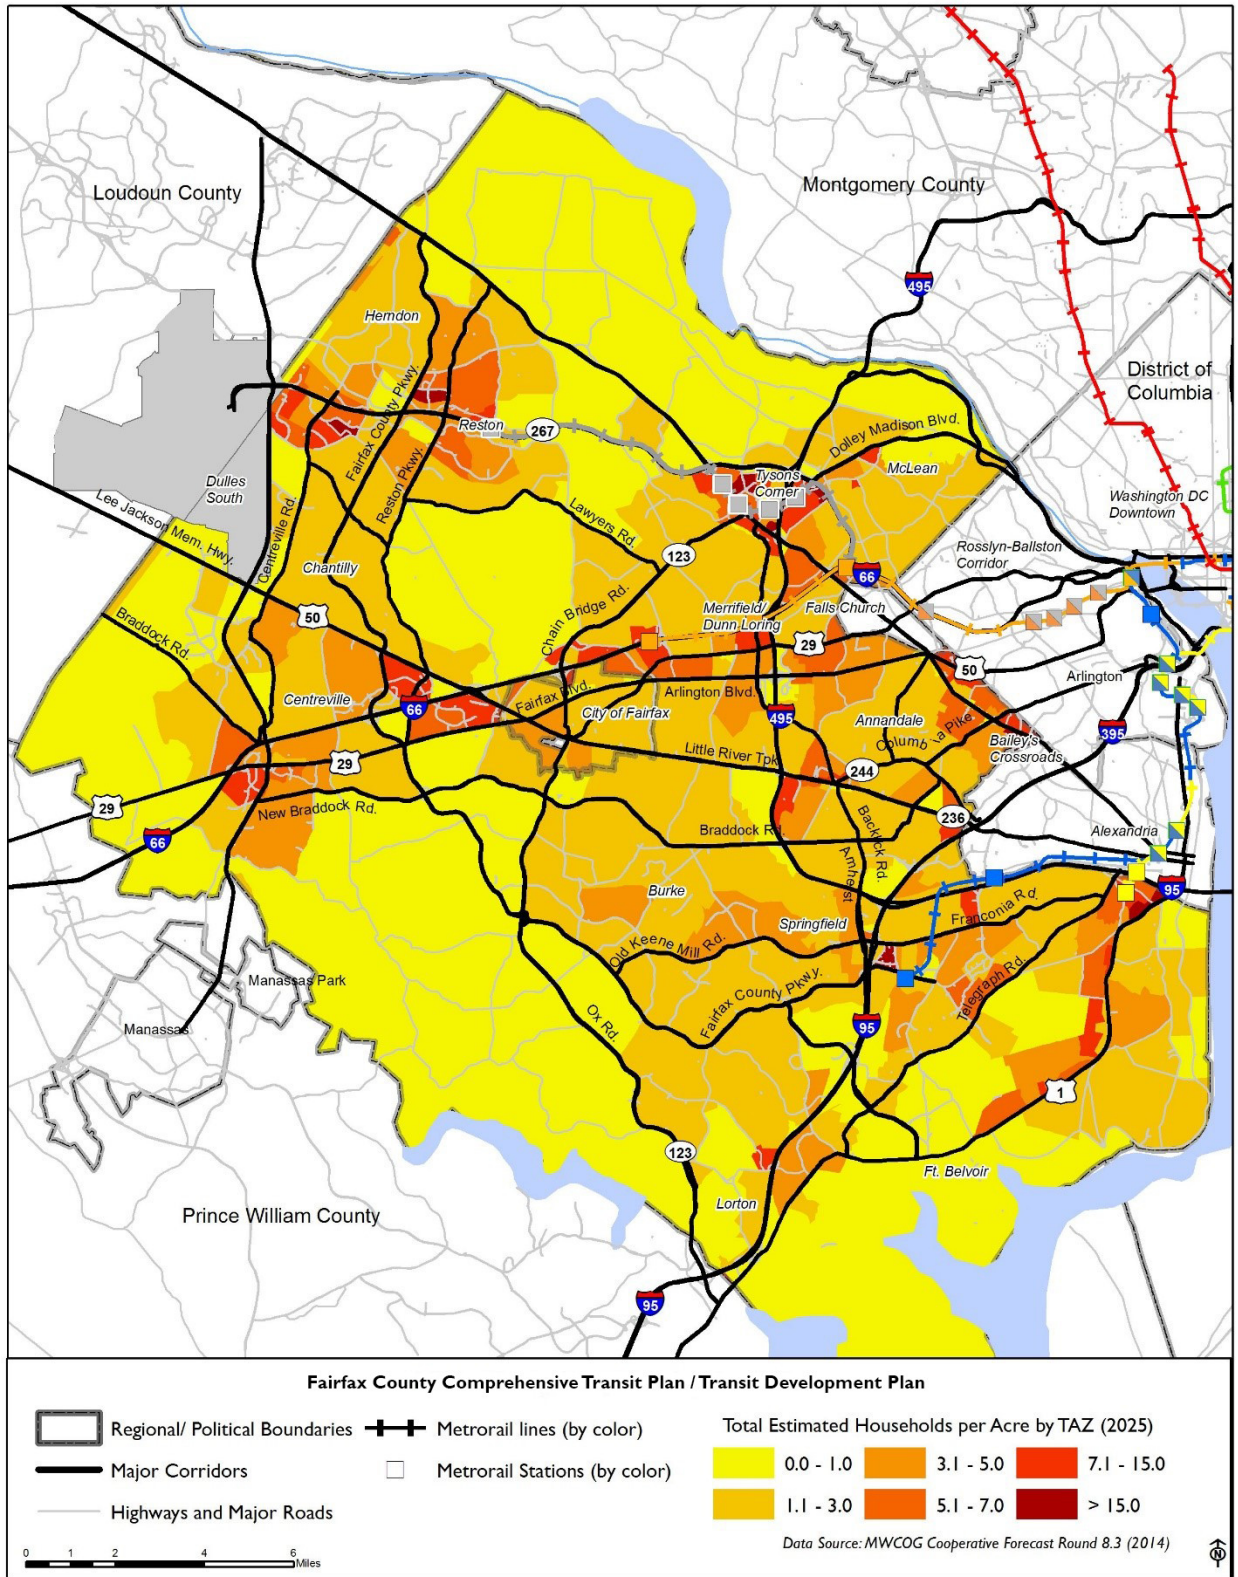 Loudoun County
Montgomery County
495
District of
Columbia
Herndon
Fairfax County Pkwy.
Reston Pkwy.
Reston
267
Dolley Madison Blvd.
McLean
Tysons
Corner
Washington DC
Downtown
Dulles
South
Lee Jackson Mem. Hwy.
Centreville Rd.
Lawyers Rd.
123
Rosslyn-Ballston
Corridor
Chantilly
66
Braddock Rd.
50
Chain Bridge Rd.
Merrifield/
Dunn Loring
Falls Church
29
50
Arlington
Centreville
66
Fairfax Blvd.
City of Fairfax
Arlington Blvd.
495
Annandale
Columbia Pike
Bailey's
Crossroads
395
29
Little River Tpk.
244
29
New Braddock Rd.
66
Braddock Rd.
Backlick Rd.
Amherst
236
Alexandria
95
Burke
Springfield
Franconia Rd.
Old Keene Mill Rd.
Fairfax County Pkwy.
Telegraph Rd.
Manassas Park
Manassas
Ox Rd.
95
1
123
Ft. Belvoir
Lorton
Prince William County
95
Fairfax County Comprehensive Transit Plan / Transit Development Plan
Regional/ Political Boundaries
Metrorail lines (by color)
Major Corridors
Metrorail Stations (by color)
Highways and Major Roads
0 1 2 4 6
Miles
Total Estimated Households per Acre by TAZ (2025)
0.0 - 1.0
3.1 - 5.0
7.1 - 15.0
1.1 - 3.0
5.1 - 7.0
> 15.0
Data Source: MWCOG Cooperative Forecast Round 8.3 (2014)
N